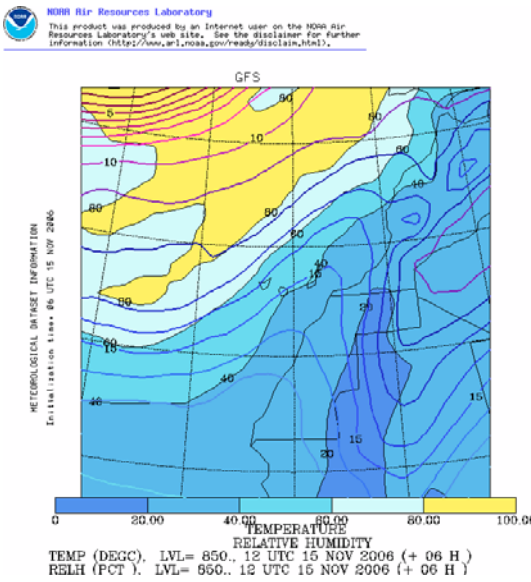 NOAA Air Resources Laboratory
This product was produced by an Internet user on the NOAA Air
Resources Laboratory's web site. See the disclaimer for further
information (http://www.arl.noaa.gov/ready/disclaim.html).
GFS
METEOROLOGICAL DATASET INFORMATION
Initialization time: 06 UTC 15 NOV 2006
5
80
80
10
10
60
40
80
80
60
40
15
20
80
60
15
40
40
15
15
20
0 20.00 40.00 60.00 80.00 100.00
TEMPERATURE
RELATIVE HUMIDITY
TEMP (DEGC), LVL= 850., 12 UTC 15 NOV 2006 (+ 06 H )
RELH (PCT ), LVL= 850., 12 UTC 15 NOV 2006 (+ 06 H )